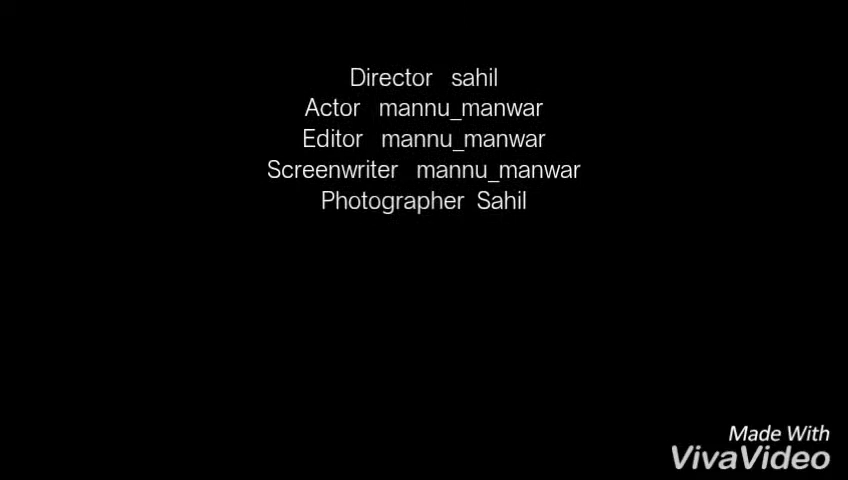 Director sahil
Actor mannu_manwar
Editor mannu_manwar
Screenwriter mannu_manwar
Photographer Sahil
Made With
VivaVideo